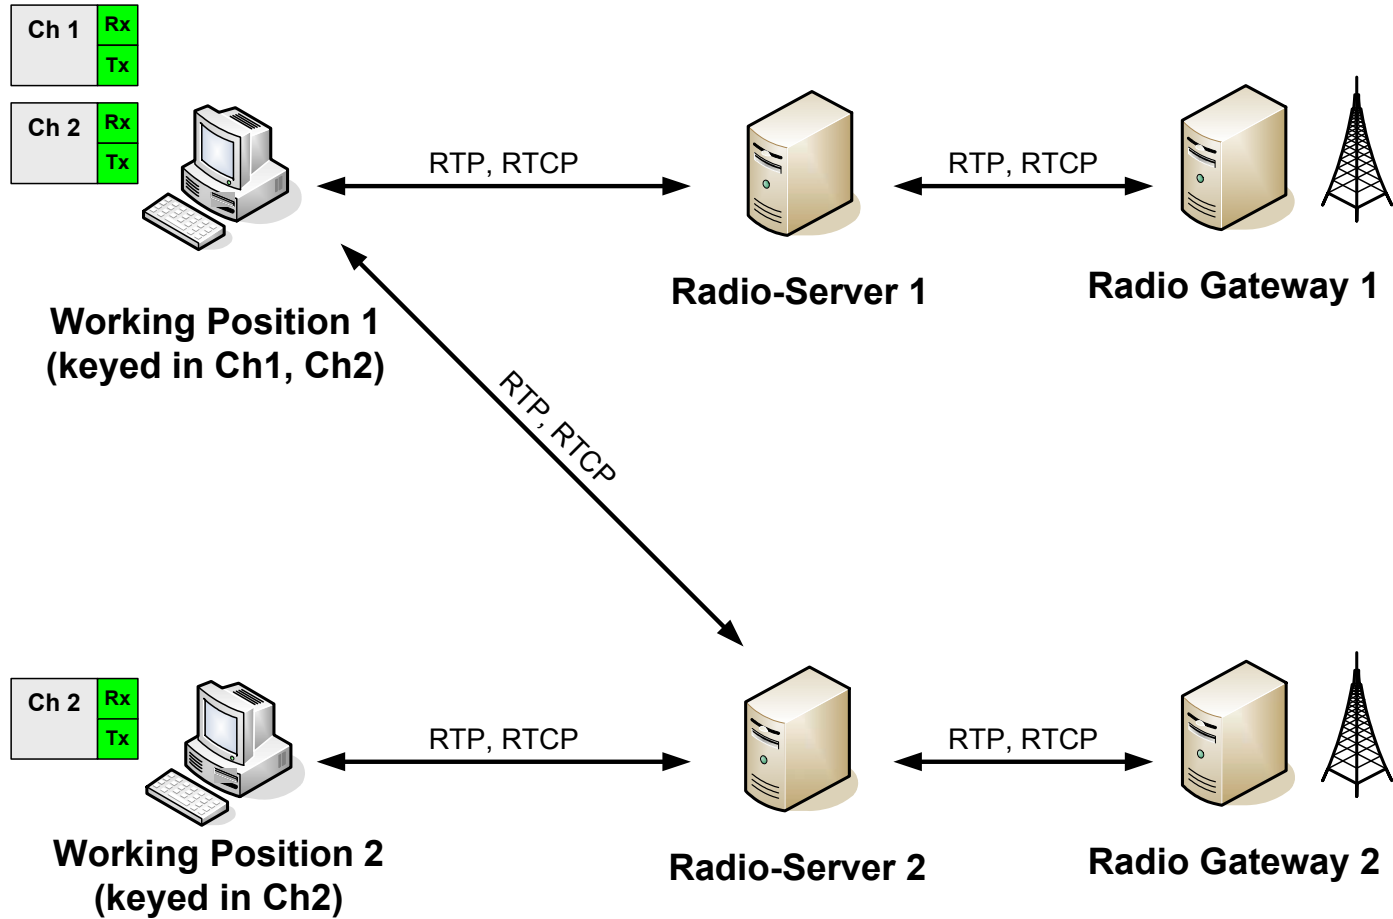 Ch 1
Rx
Tx
Ch 2
Rx
Tx
RTP, RTCP
RTP, RTCP
Working Position 1
(keyed in Ch1, Ch2)
Radio-Server 1
Radio Gateway 1
RTP, RTCP
Ch 2
Rx
Tx
RTP, RTCP
RTP, RTCP
Working Position 2
(keyed in Ch2)
Radio-Server 2
Radio Gateway 2